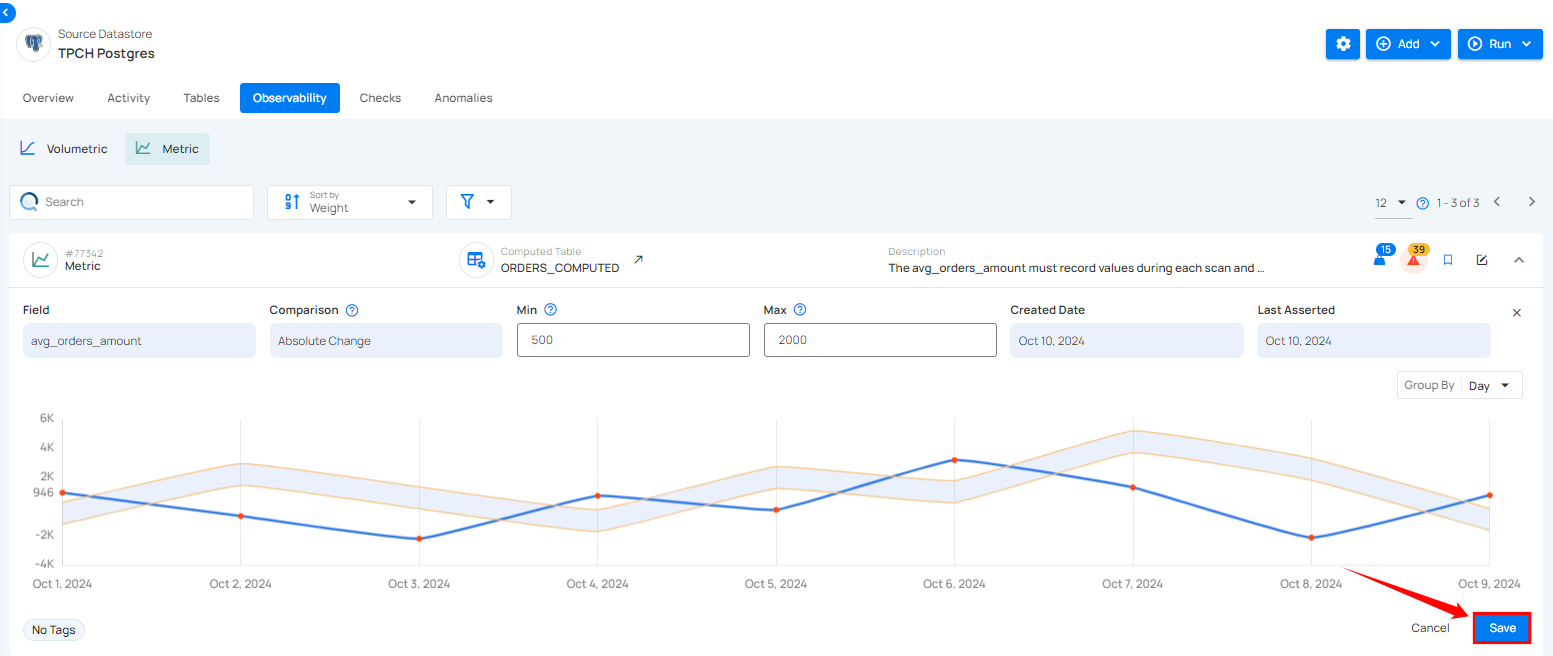 Source Datastore
TPCH Postgres
Add
Run
Overview Activity Tables Observability Checks Anomalies
Volumetric Metric
Search
Sort by
Weight
12 1 - 3 of 3
#77342
Metric
Computed Table
ORDERS_COMPUTED
Description
The avg_orders_amount must record values during each scan and ...
15
39
Field Comparison Min Max Created Date Last Asserted
avg_orders_amount Absolute Change 500 2000 Oct 10, 2024 Oct 10, 2024
Group By Day
6K
4K
2K
946
-2K
-4K
Oct 1, 2024 Oct 2, 2024 Oct 3, 2024 Oct 4, 2024 Oct 5, 2024 Oct 6, 2024 Oct 7, 2024 Oct 8, 2024 Oct 9, 2024
No Tags
Cancel Save